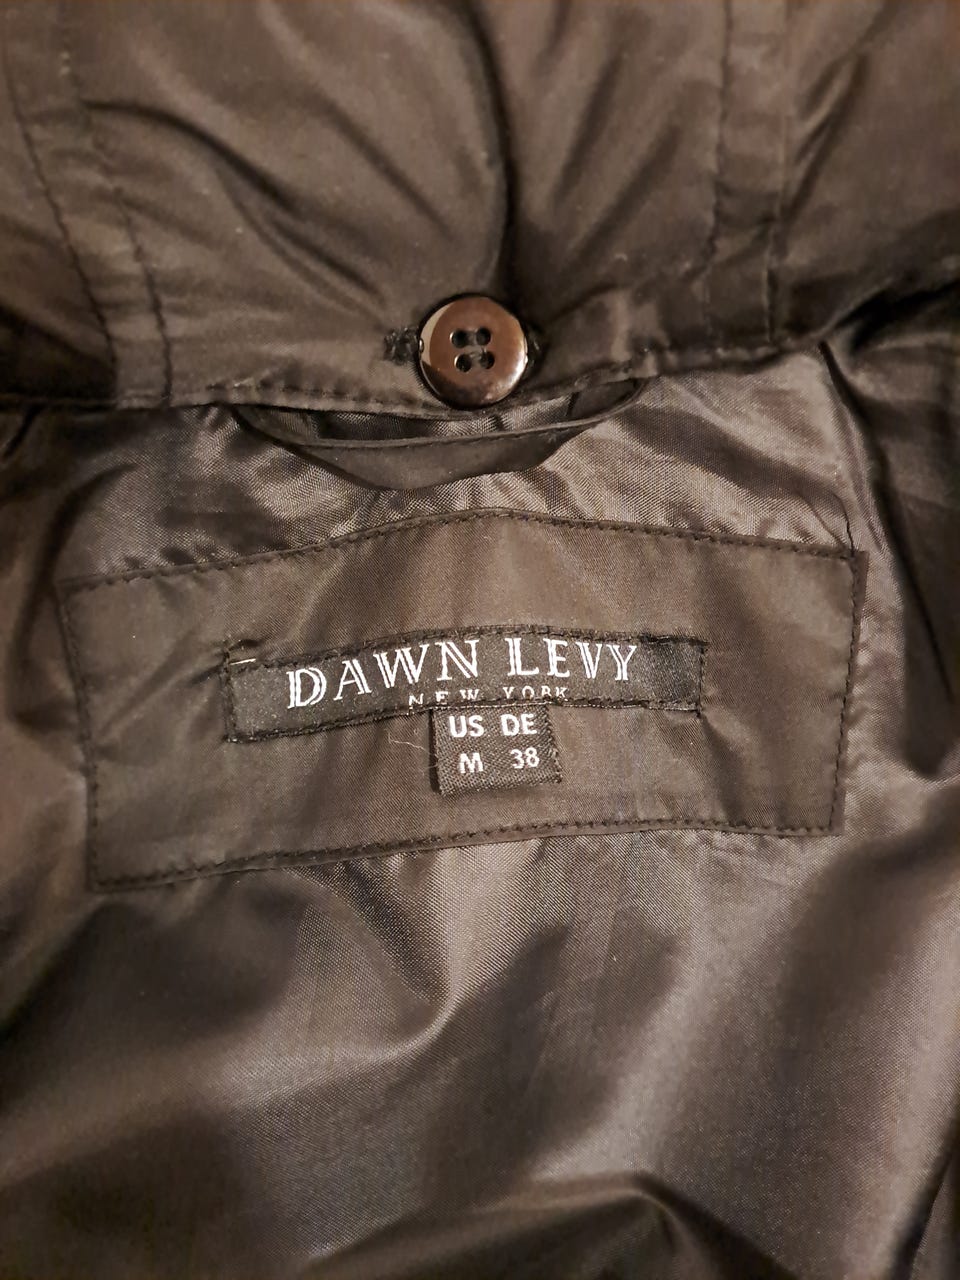 DAWN LEVY
NEW YORK
US DE
M 38